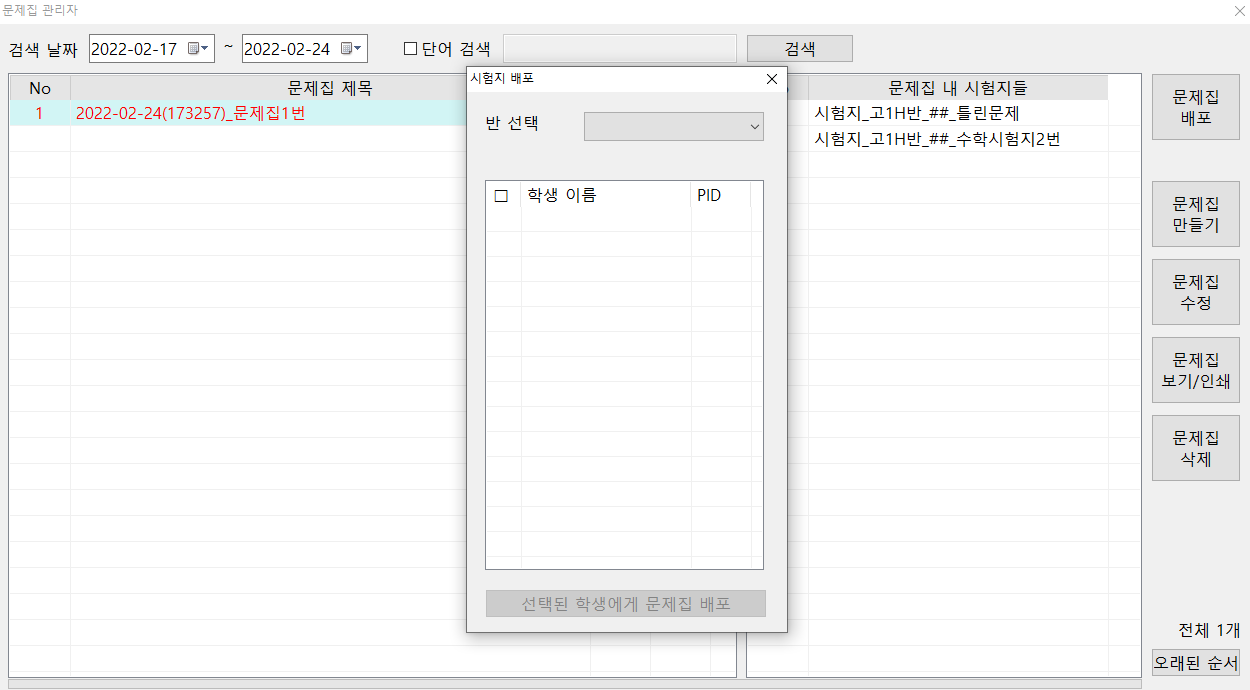 문제집 관리자
검색 날짜 2022-02-17 ~ 2022-02-24 단어 검색 검색
No 문제집 제목
1 2022-02-24(173257)_문제집1번
시험지 배포
반 선택
학생 이름 PID
선택된 학생에게 문제집 배포
문제집 내 시험지들
시험지_고1H반_##_틀린문제
시험지_고1H반_##_수학시험지2번
문제집
배포
문제집
만들기
문제집
수정
문제집
보기/인쇄
문제집
삭제
전체 1개
오래된 순서